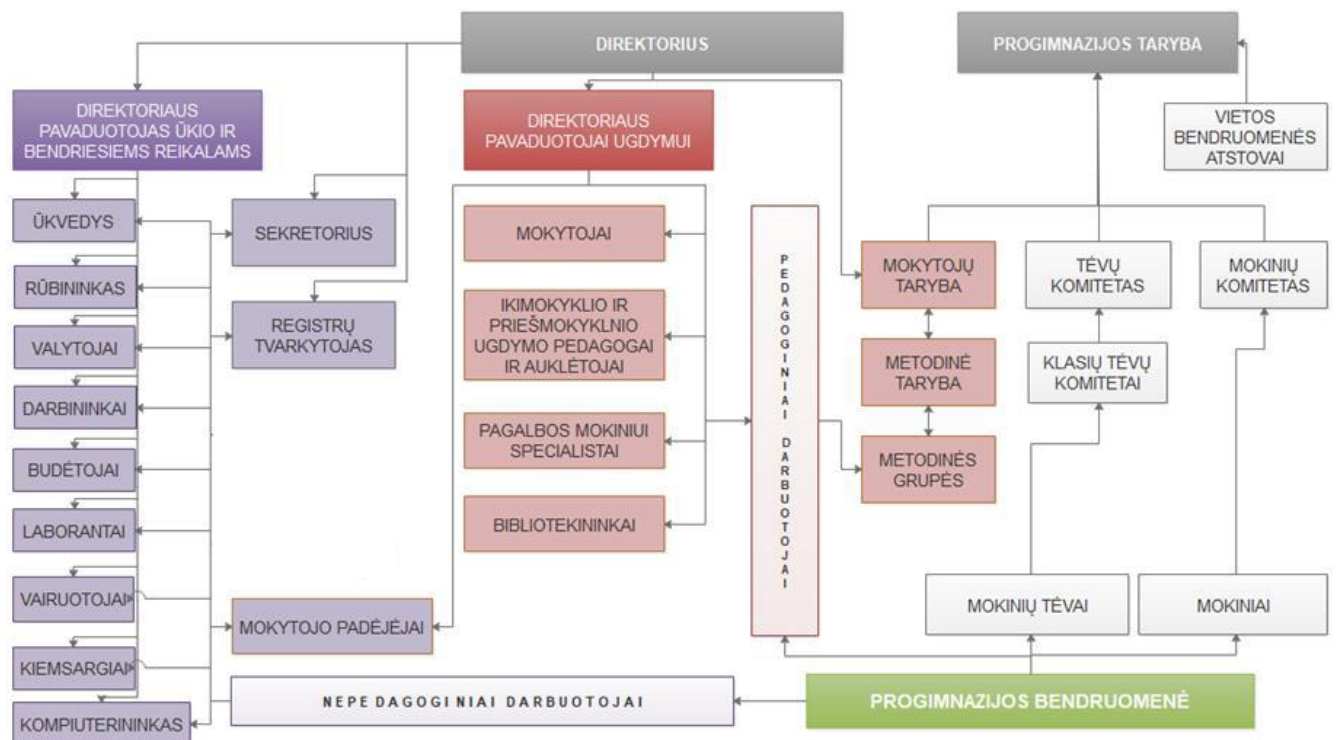 DIREKTORIUS
PROGIMNAZIJOS TARYBA
DIREKTORIAUS
PAVADUOTOJAS ŪKIO IR
BENDRIESIEMS REIKALAMS
DIREKTORIAUS
PAVADUOTOJAI UGDYMUI
VIETOS
BENDRUOMENĖS
ATSTOVAI
ŪKVEDYS
RŪBININKAS
VALYTOJAI
DARBININKAI
BUDĖTOJAI
LABORANTAI
VAIRUOTOJAI
KIEMSARGIAI
KOMPIUTERININKAS
SEKRETORIUS
REGISTRŲ
TVARKYTOJAS
MOKYTOJO PADĖJĖJAI
MOKYTOJAI
IKIMOKYKLIO IR
PRIEŠMOKYKLNIO
UGDYMO PEDAGOGAI
IR AUKLĖTOJAI
PAGALBOS MOKINIUI
SPECIALISTAI
BIBLIOTEKININKAI
PEDAGOGINIAI DARBUOTOJAI
MOKYTOJŲ
TARYBA
METODINĖ
TARYBA
METODINĖS
GRUPĖS
TĖVŲ
KOMITETAS
KLASIŲ TĖVŲ
KOMITETAI
MOKINIŲ TĖVAI
MOKINIŲ
KOMITETAS
MOKINIAI
NEPEDAGOGINIAI DARBUOTOJAI
PROGIMNAZIJOS BENDRUOMENĖ